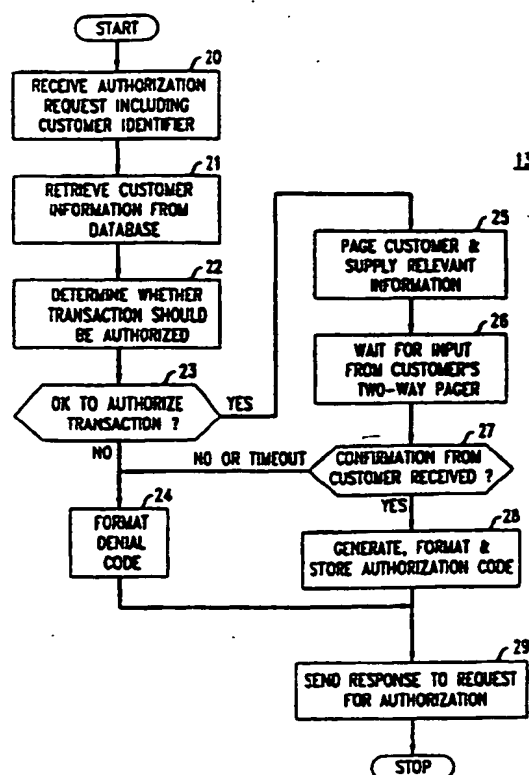 START
20
RECEIVE AUTHORIZATION
REQUEST INCLUDING
CUSTOMER IDENTIFIER
21
RETRIEVE CUSTOMER
INFORMATION FROM
DATABASE
22
DETERMINE WHETHER
TRANSACTION SHOULD
BE AUTHORIZED
23
OK TO AUTHORIZE
TRANSACTION ?
YES
NO
24
FORMAT
DENIAL
CODE
13
25
PAGE CUSTOMER &
SUPPLY RELEVANT
INFORMATION
26
WAIT FOR INPUT
FROM CUSTOMER'S
TWO-WAY PAGER
27
CONFIRMATION FROM
CUSTOMER RECEIVED ?
NO OR TIMEOUT
YES
28
GENERATE, FORMAT &
STORE AUTHORIZATION CODE
29
SEND RESPONSE TO REQUEST
FOR AUTHORIZATION
STOP